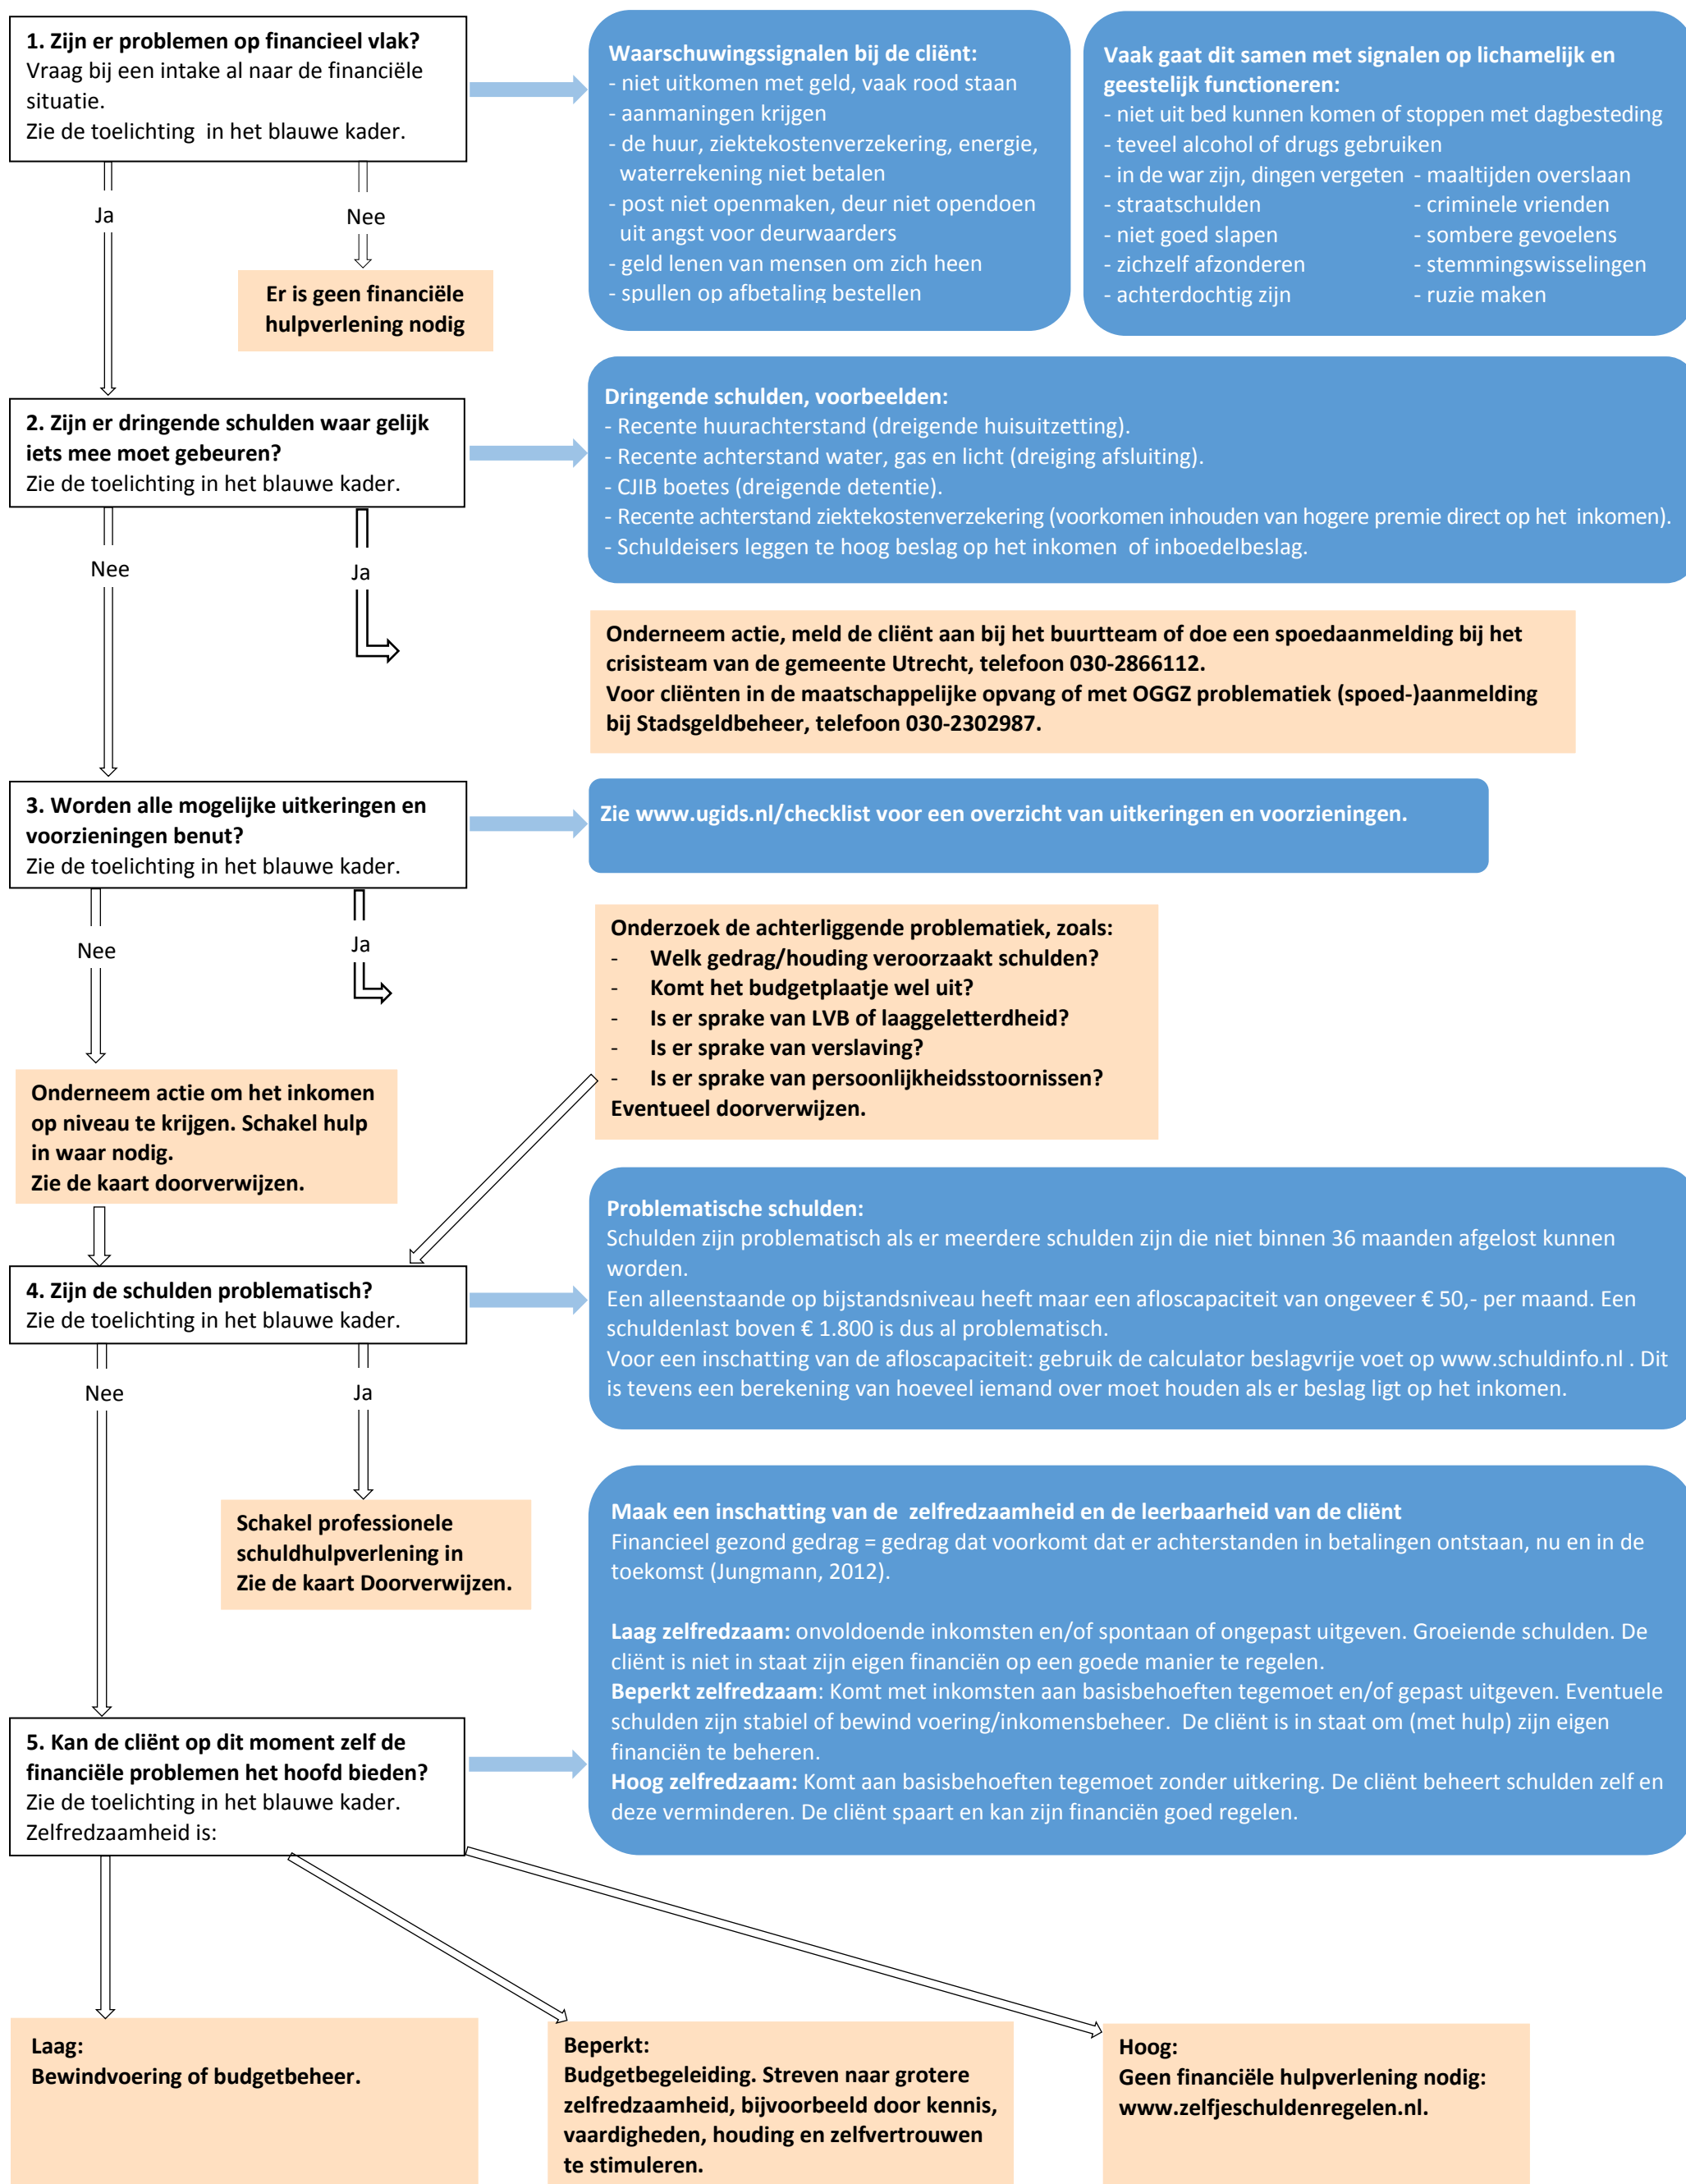 1. Zijn er problemen op financieel vlak?
Vraag bij een intake al naar de financiële
situatie.
Zie de toelichting in het blauwe kader.
Waarschuwingssignalen bij de cliënt:
- niet uitkomen met geld, vaak rood staan
- aanmaningen krijgen
- de huur, ziektekostenverzekering, energie,
waterrekening niet betalen
- post niet openmaken, deur niet opendoen
uit angst voor deurwaarders
- geld lenen van mensen om zich heen
- spullen op afbetaling bestellen
Vaak gaat dit samen met signalen op lichamelijk en
geestelijk functioneren:
- niet uit bed kunnen komen of stoppen met dagbesteding
- teveel alcohol of drugs gebruiken
- in de war zijn, dingen vergeten - maaltijden overslaan
- straatschulden - criminele vrienden
- niet goed slapen - sombere gevoelens
- zichzelf afzonderen - stemmingswisselingen
- achterdochtig zijn - ruzie maken
Ja
Nee
Er is geen financiële
hulpverlening nodig
2. Zijn er dringende schulden waar gelijk
iets mee moet gebeuren?
Zie de toelichting in het blauwe kader.
Dringende schulden, voorbeelden:
- Recente huurachterstand (dreigende huisuitzetting).
- Recente achterstand water, gas en licht (dreiging afsluiting).
- CJIB boetes (dreigende detentie).
- Recente achterstand ziektekostenverzekering (voorkomen inhouden van hogere premie direct op het inkomen).
- Schuldeisers leggen te hoog beslag op het inkomen of inboedelbeslag.
Nee
Ja
Onderneem actie, meld de cliënt aan bij het buurtteam of doe een spoedaanmelding bij het
crisisteam van de gemeente Utrecht, telefoon 030-2866112.
Voor cliënten in de maatschappelijke opvang of met OGGZ problematiek (spoed-)aanmelding
bij Stadsgeldbeheer, telefoon 030-2302987.
3. Worden alle mogelijke uitkeringen en
voorzieningen benut?
Zie de toelichting in het blauwe kader.
Zie www.ugids.nl/checklist voor een overzicht van uitkeringen en voorzieningen.
Nee
Ja
Onderzoek de achterliggende problematiek, zoals:
- Welk gedrag/houding veroorzaakt schulden?
- Komt het budgetplaatje wel uit?
- Is er sprake van LVB of laaggeletterdheid?
- Is er sprake van verslaving?
- Is er sprake van persoonlijkheidsstoornissen?
Eventueel doorverwijzen.
Onderneem actie om het inkomen
op niveau te krijgen. Schakel hulp
in waar nodig.
Zie de kaart doorverwijzen.
4. Zijn de schulden problematisch?
Zie de toelichting in het blauwe kader.
Problematische schulden:
Schulden zijn problematisch als er meerdere schulden zijn die niet binnen 36 maanden afgelost kunnen
worden.
Een alleenstaande op bijstandsniveau heeft maar een afloscapaciteit van ongeveer € 50,- per maand. Een
schuldenlast boven € 1.800 is dus al problematisch.
Voor een inschatting van de afloscapaciteit: gebruik de calculator beslagvrije voet op www.schuldinfo.nl . Dit
is tevens een berekening van hoeveel iemand over moet houden als er beslag ligt op het inkomen.
Nee
Ja
Schakel professionele
schuldhulpverlening in
Zie de kaart Doorverwijzen.
Maak een inschatting van de zelfredzaamheid en de leerbaarheid van de cliënt
Financieel gezond gedrag = gedrag dat voorkomt dat er achterstanden in betalingen ontstaan, nu en in de
toekomst (Jungmann, 2012).
Laag zelfredzaam: onvoldoende inkomsten en/of spontaan of ongepast uitgeven. Groeiende schulden. De
cliënt is niet in staat zijn eigen financiën op een goede manier te regelen.
Beperkt zelfredzaam: Komt met inkomsten aan basisbehoeften tegemoet en/of gepast uitgeven. Eventuele
schulden zijn stabiel of bewind voering/inkomensbeheer. De cliënt is in staat om (met hulp) zijn eigen
financiën te beheren.
Hoog zelfredzaam: Komt aan basisbehoeften tegemoet zonder uitkering. De cliënt beheert schulden zelf en
deze verminderen. De cliënt spaart en kan zijn financiën goed regelen.
5. Kan de cliënt op dit moment zelf de
financiële problemen het hoofd bieden?
Zie de toelichting in het blauwe kader.
Zelfredzaamheid is:
Laag:
Bewindvoering of budgetbeheer.
Beperkt:
Budgetbegeleiding. Streven naar grotere
zelfredzaamheid, bijvoorbeeld door kennis,
vaardigheden, houding en zelfvertrouwen
te stimuleren.
Hoog:
Geen financiële hulpverlening nodig:
www.zelfjeschuldenregelen.nl.